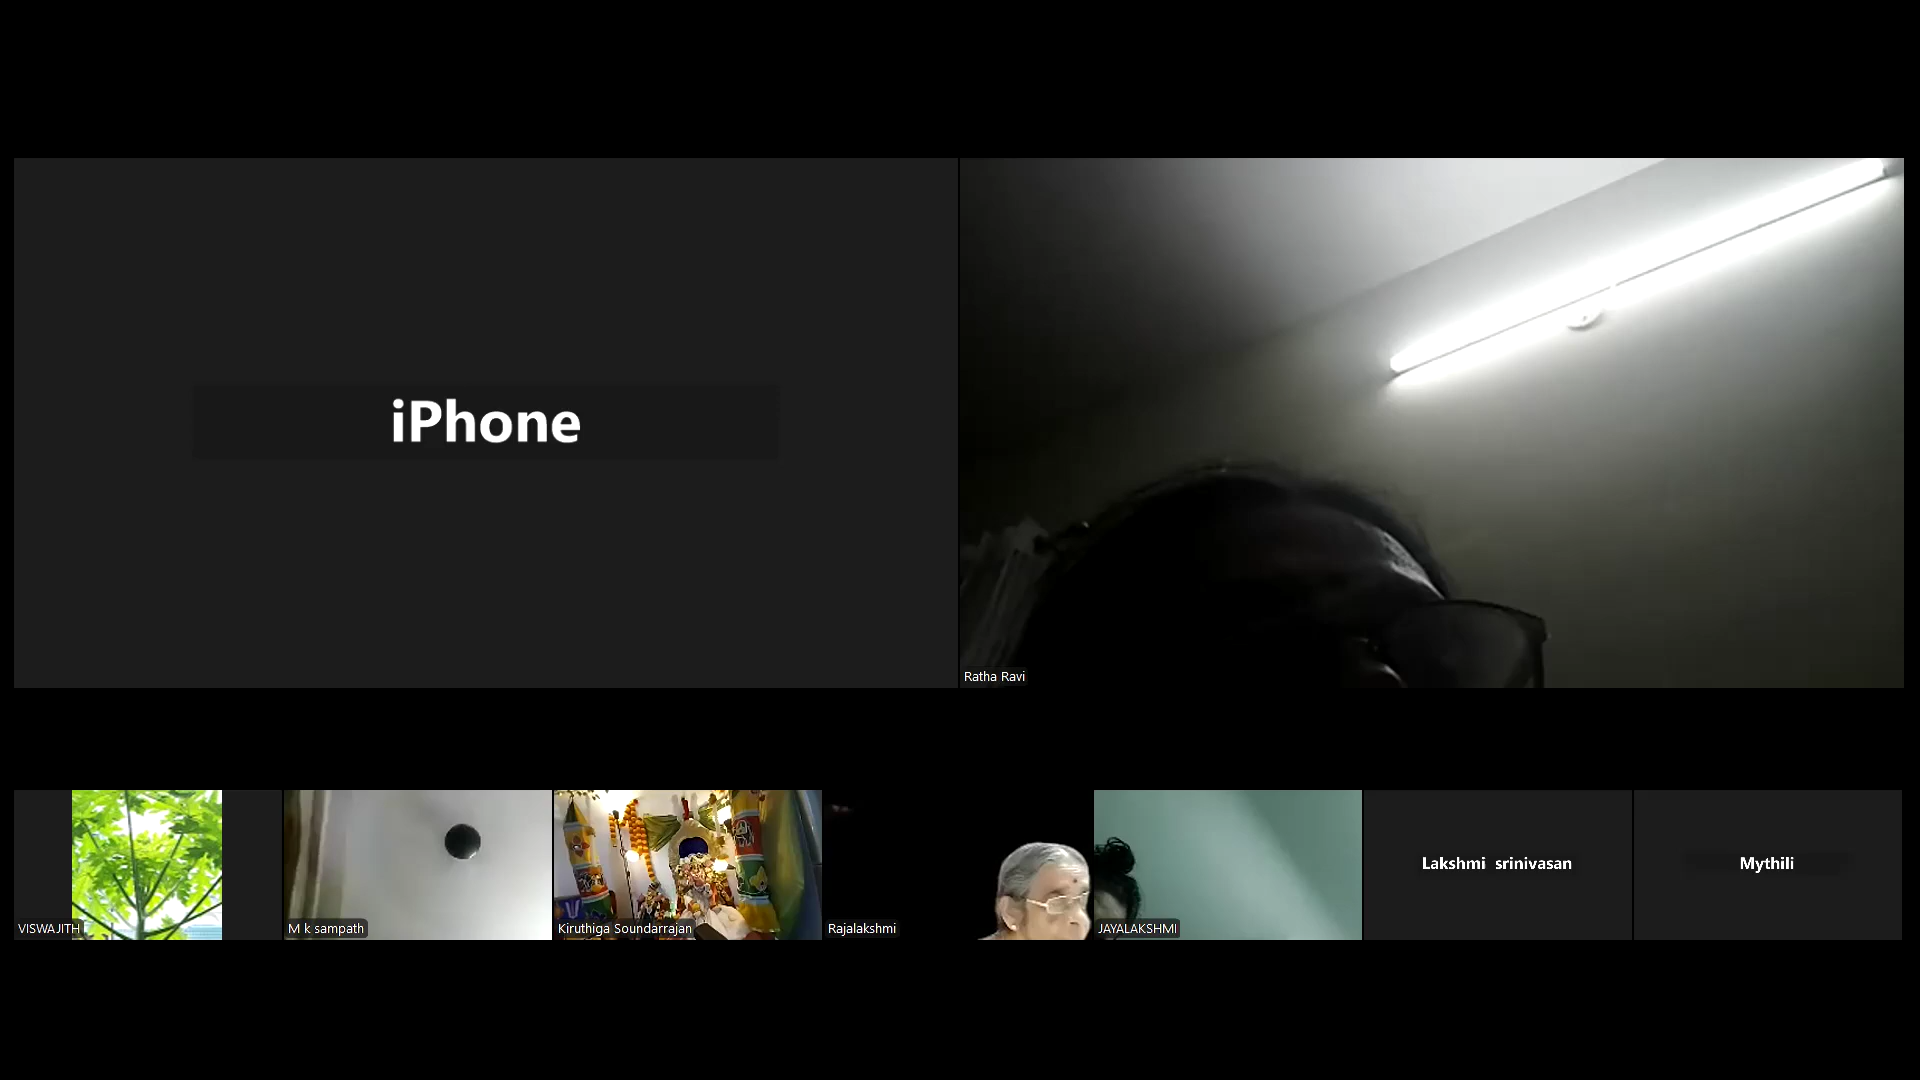 iPhone
Ratha Ravi
VISWAJITH
M k sampath
Kiruthiga Soundarrajan
Rajalakshmi
JAYALAKSHMI
Lakshmi srinivasan
Mythili